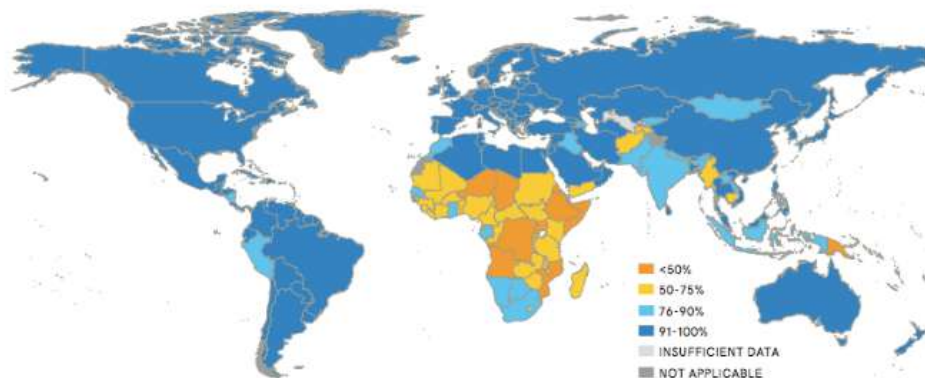 <50%
50-75%
76-90%
91-100%
INSUFFICIENT DATA
NOT APPLICABLE